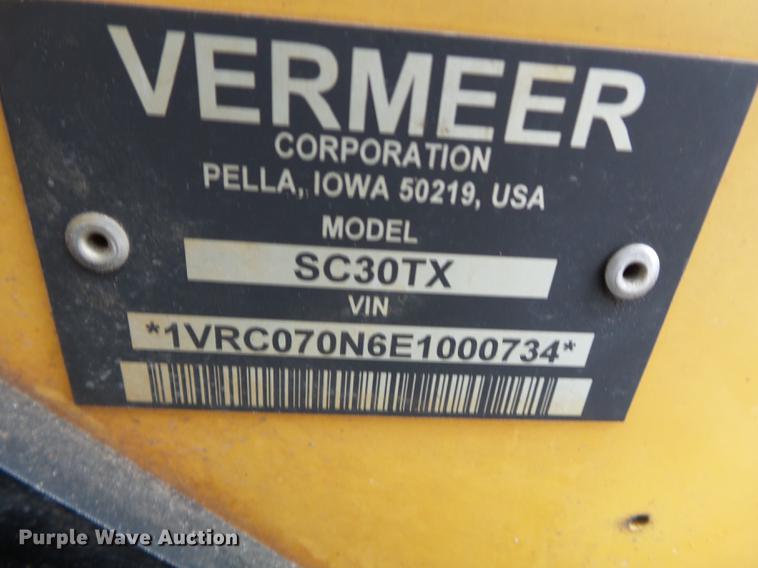 VERMEER
CORPORATION
PELLA, IOWA 50219, USA
MODEL
SC30TX
VIN
*1VRC070N6E1000734*
Purple Wave Auction